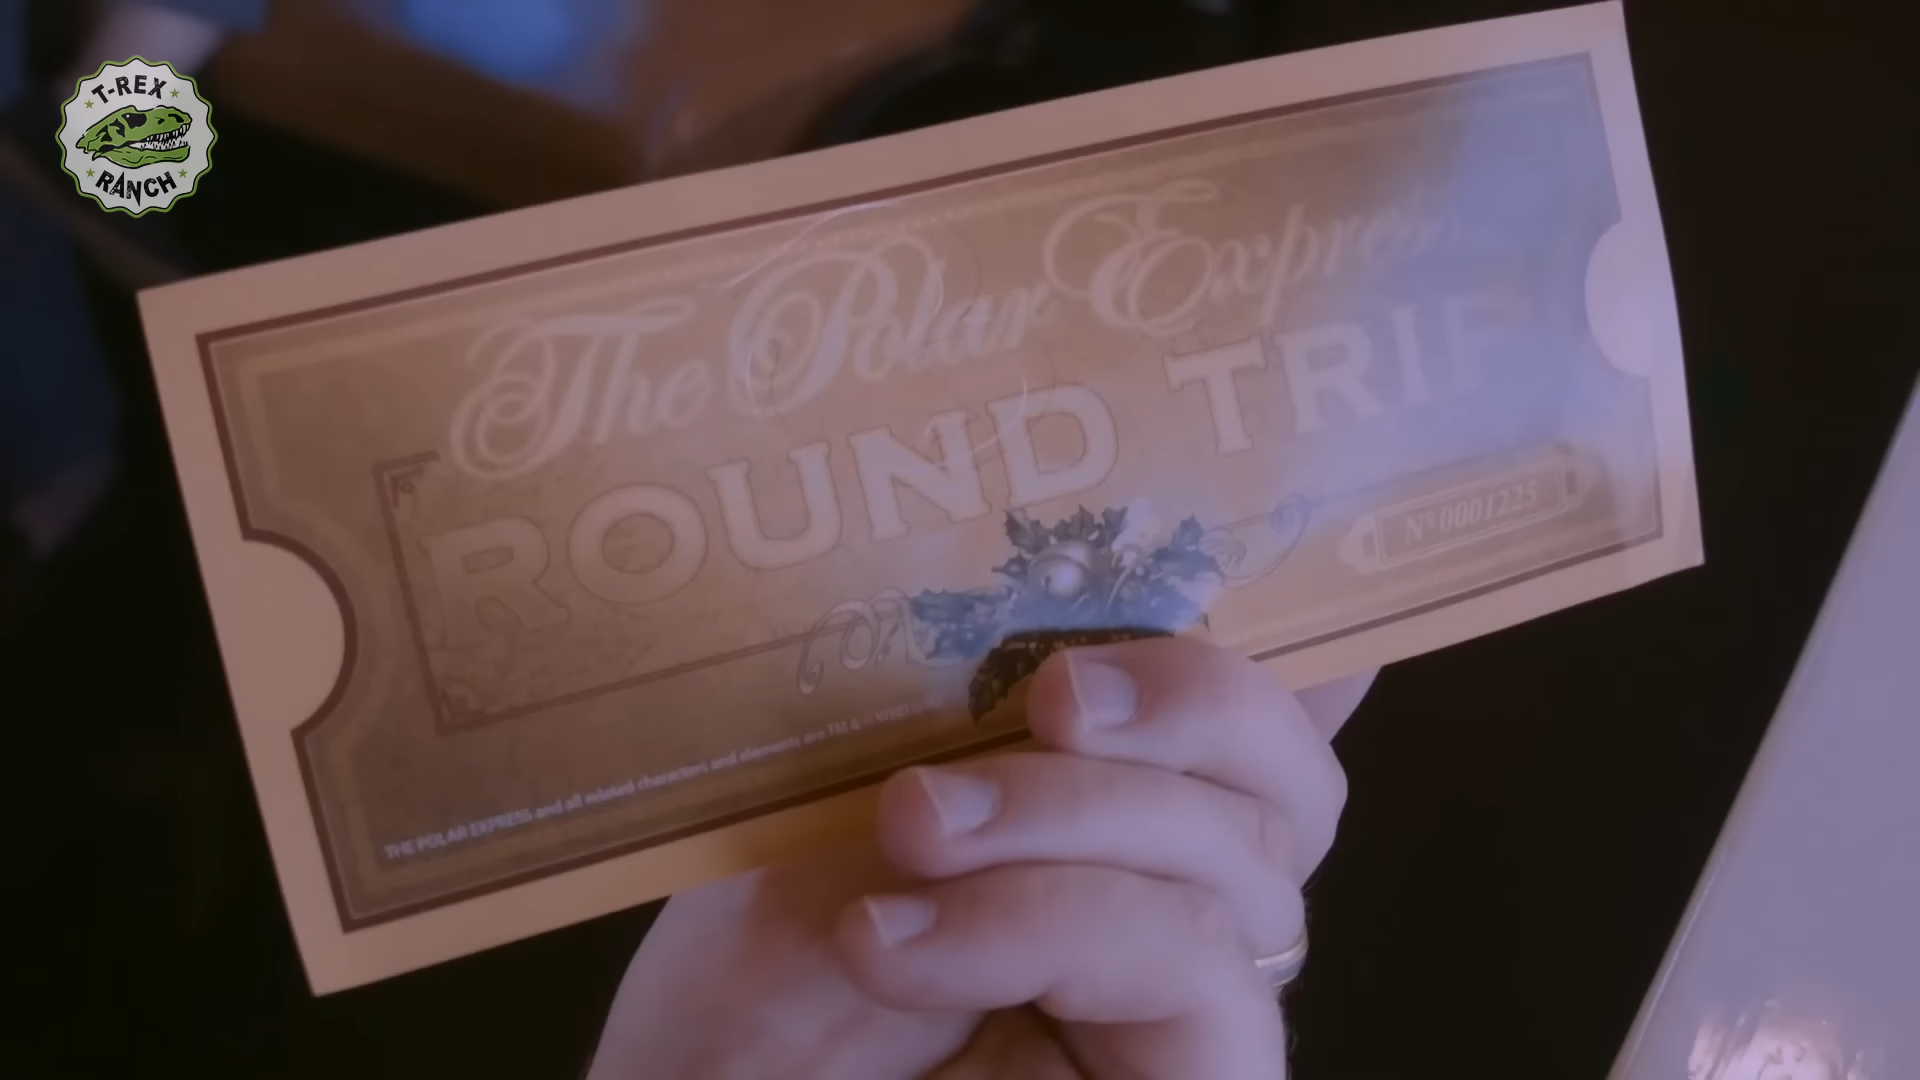 T-REX
RANCH
The Polar Express
ROUND TRIP
Nº 0001225
THE POLAR EXPRESS and all related characters and elements are TM &